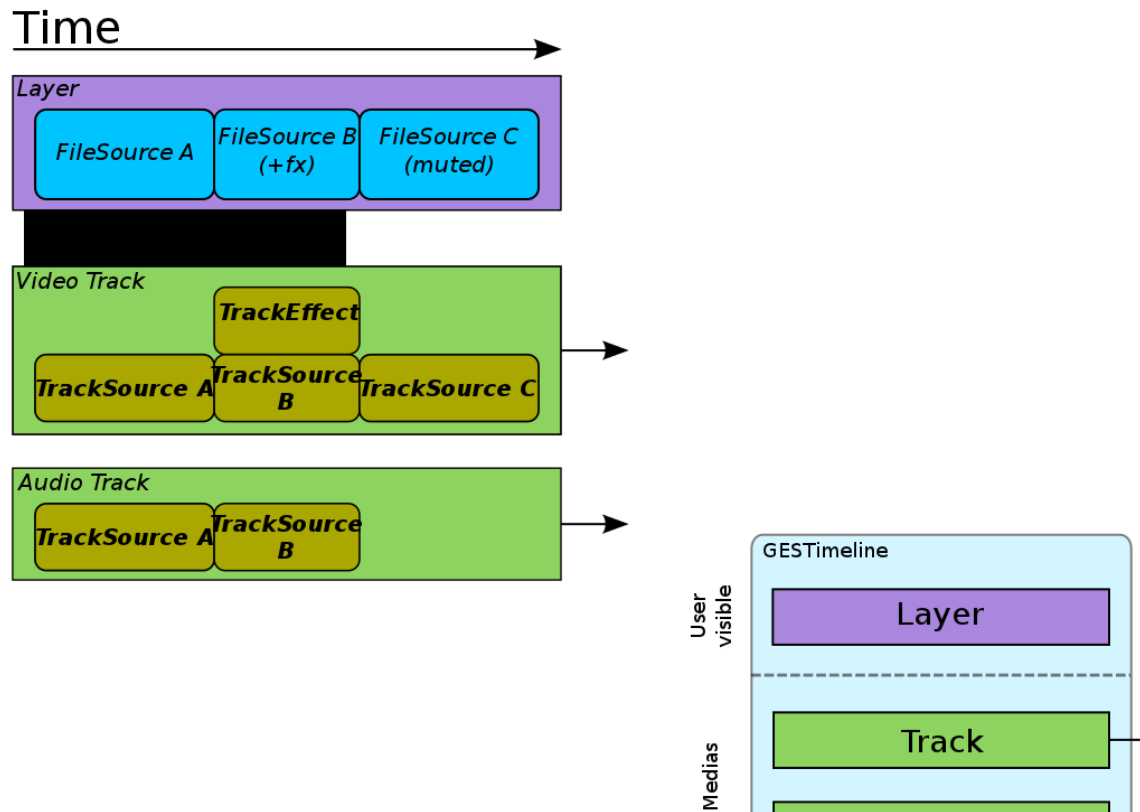 Time
Layer
FileSource A
FileSource B
(+fx)
FileSource C
(muted)
Video Track
TrackEffect
TrackSource A
TrackSource
B
TrackSource C
Audio Track
TrackSource A
TrackSource
B
GESTimeline
User
visible
Layer
Track
Medias